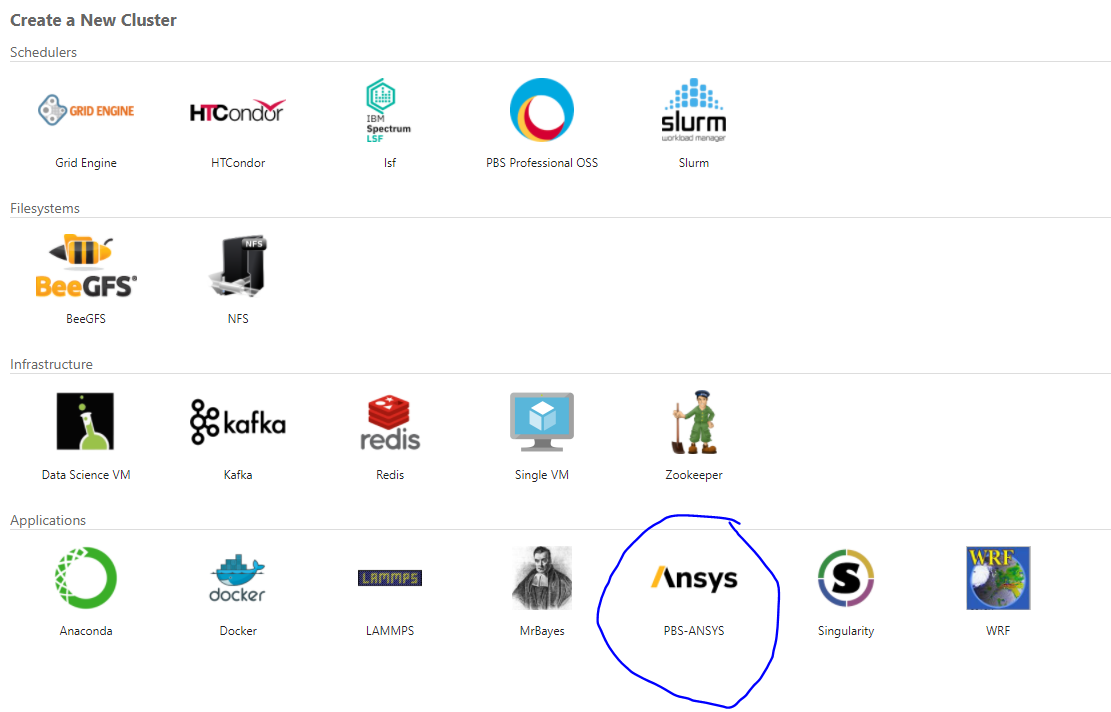 Create a New Cluster
Schedulers
GRID ENGINE
HTCondor
IBM
Spectrum
LSF
slurm
workload manager
Grid Engine
HTCondor
lsf
PBS Professional OSS
Slurm
Filesystems
BeeGFS®
NFS
BeeGFS
NFS
Infrastructure
kafka
redis
Data Science VM
Kafka
Redis
Single VM
Zookeeper
Applications
docker
LAMMPS
Ansys
S
WRF
Anaconda
Docker
LAMMPS
MrBayes
PBS-ANSYS
Singularity
WRF